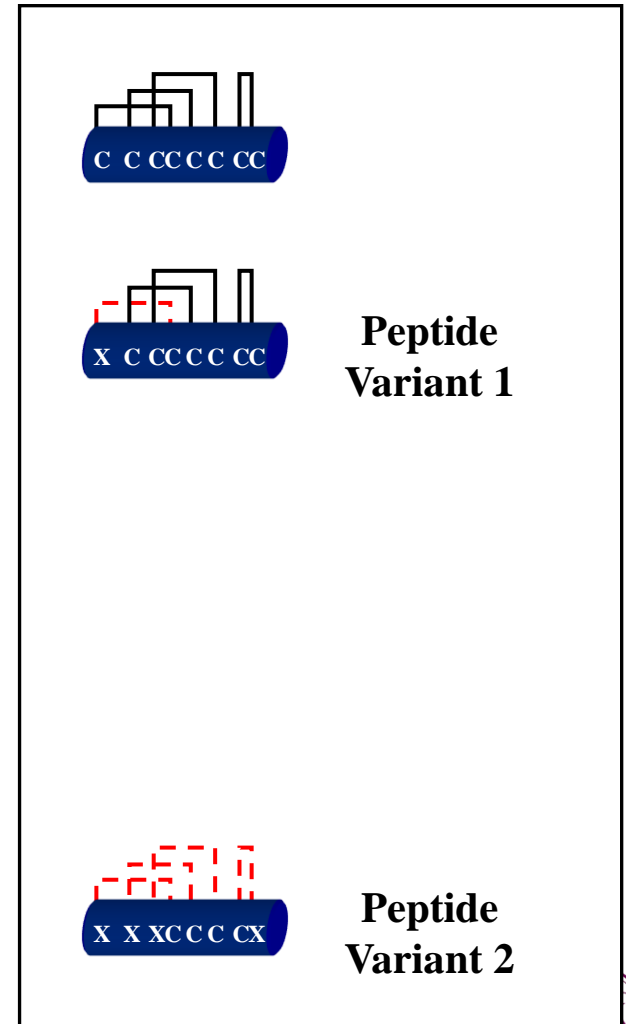 C C CC C C CC
X C CC C C CC
Peptide
Variant 1
X X XC C C CX
Peptide
Variant 2